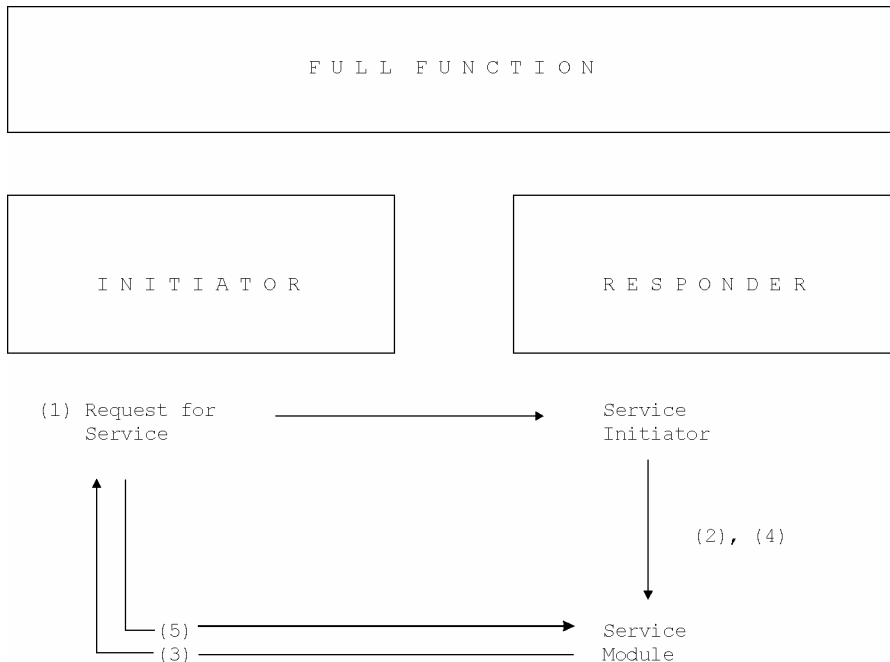 F U L L F U N C T I O N
I N I T I A T O R
R E S P O N D E R
(1) Request for
Service
Service
Initiator
(2), (4)
(5)
(3)
Service
Module